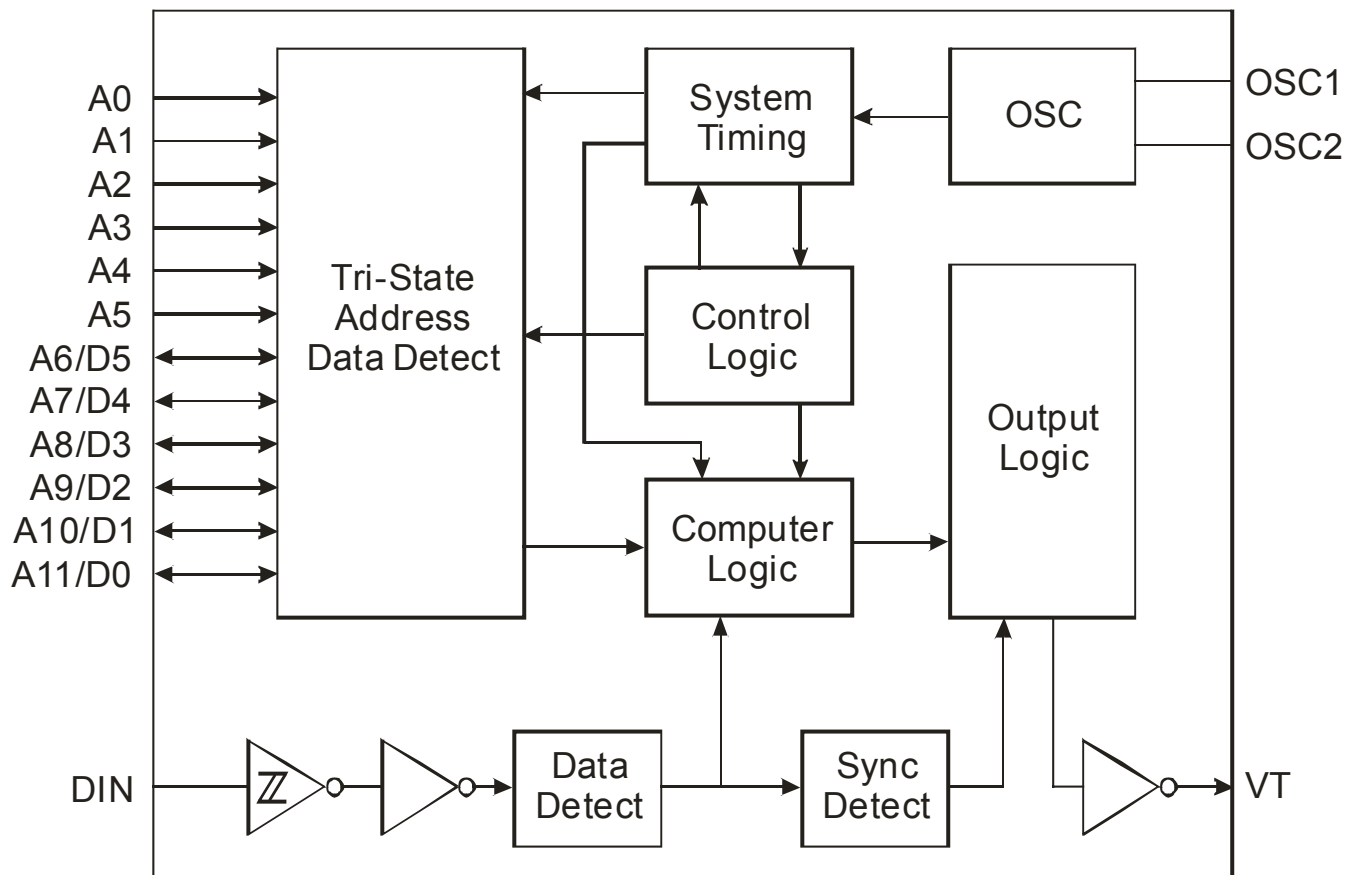 A0
A1
A2
A3
A4
A5
A6/D5
A7/D4
A8/D3
A9/D2
A10/D1
A11/D0
DIN
Tri-State
Address
Data Detect
System
Timing
OSC
OSC1
OSC2
Control
Logic
Computer
Logic
Output
Logic
Data
Detect
Sync
Detect
VT